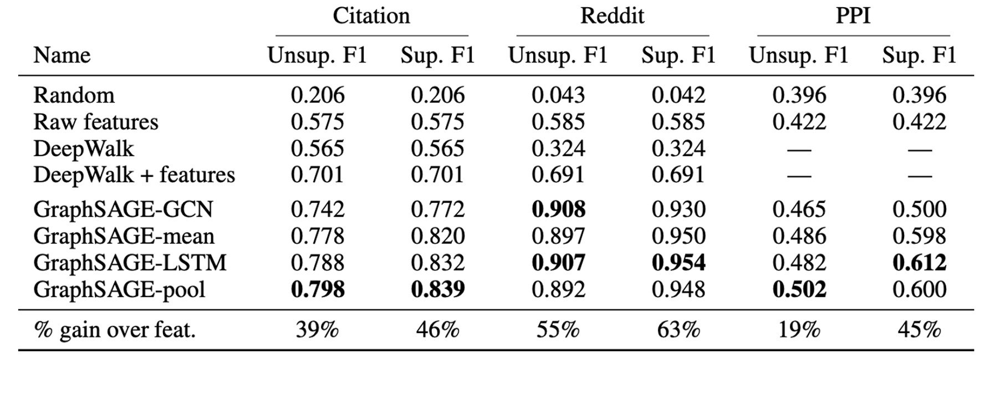 Citation Reddit PPI
Name Unsup. F1 Sup. F1 Unsup. F1 Sup. F1 Unsup. F1 Sup. F1
Random 0.206 0.206 0.043 0.042 0.396 0.396
Raw features 0.575 0.575 0.585 0.585 0.422 0.422
DeepWalk 0.565 0.565 0.324 0.324 — —
DeepWalk + features 0.701 0.701 0.691 0.691 — —
GraphSAGE-GCN 0.742 0.772 0.908 0.930 0.465 0.500
GraphSAGE-mean 0.778 0.820 0.897 0.950 0.486 0.598
GraphSAGE-LSTM 0.788 0.832 0.907 0.954 0.482 0.612
GraphSAGE-pool 0.798 0.839 0.892 0.948 0.502 0.600
% gain over feat. 39% 46% 55% 63% 19% 45%